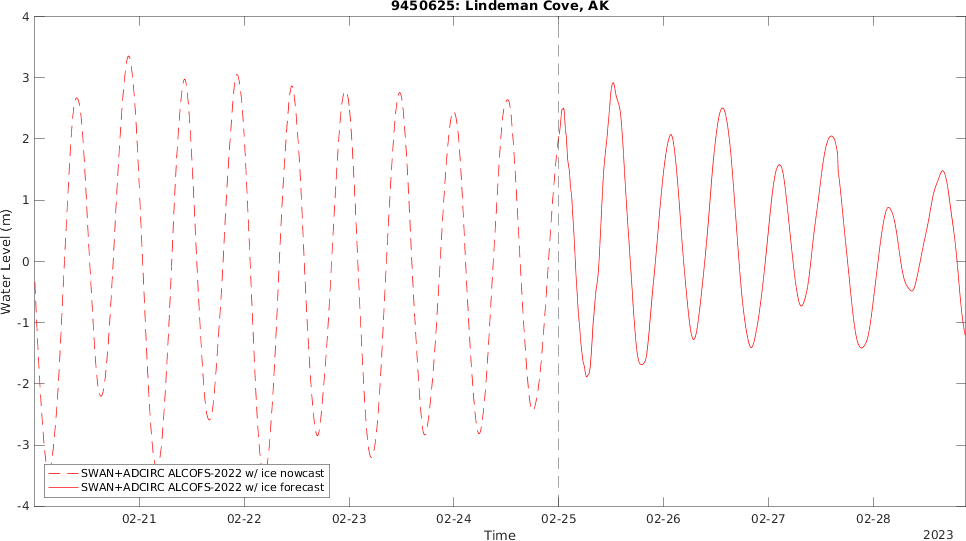 9450625: Lindeman Cove, AK
Water Level (m)
4
3
2
1
0
-1
-2
-3
-4
SWAN+ADCIRC ALCOFS-2022 w/ ice nowcast
SWAN+ADCIRC ALCOFS-2022 w/ ice forecast
02-21 02-22 02-23 02-24 02-25 02-26 02-27 02-28
Time
2023